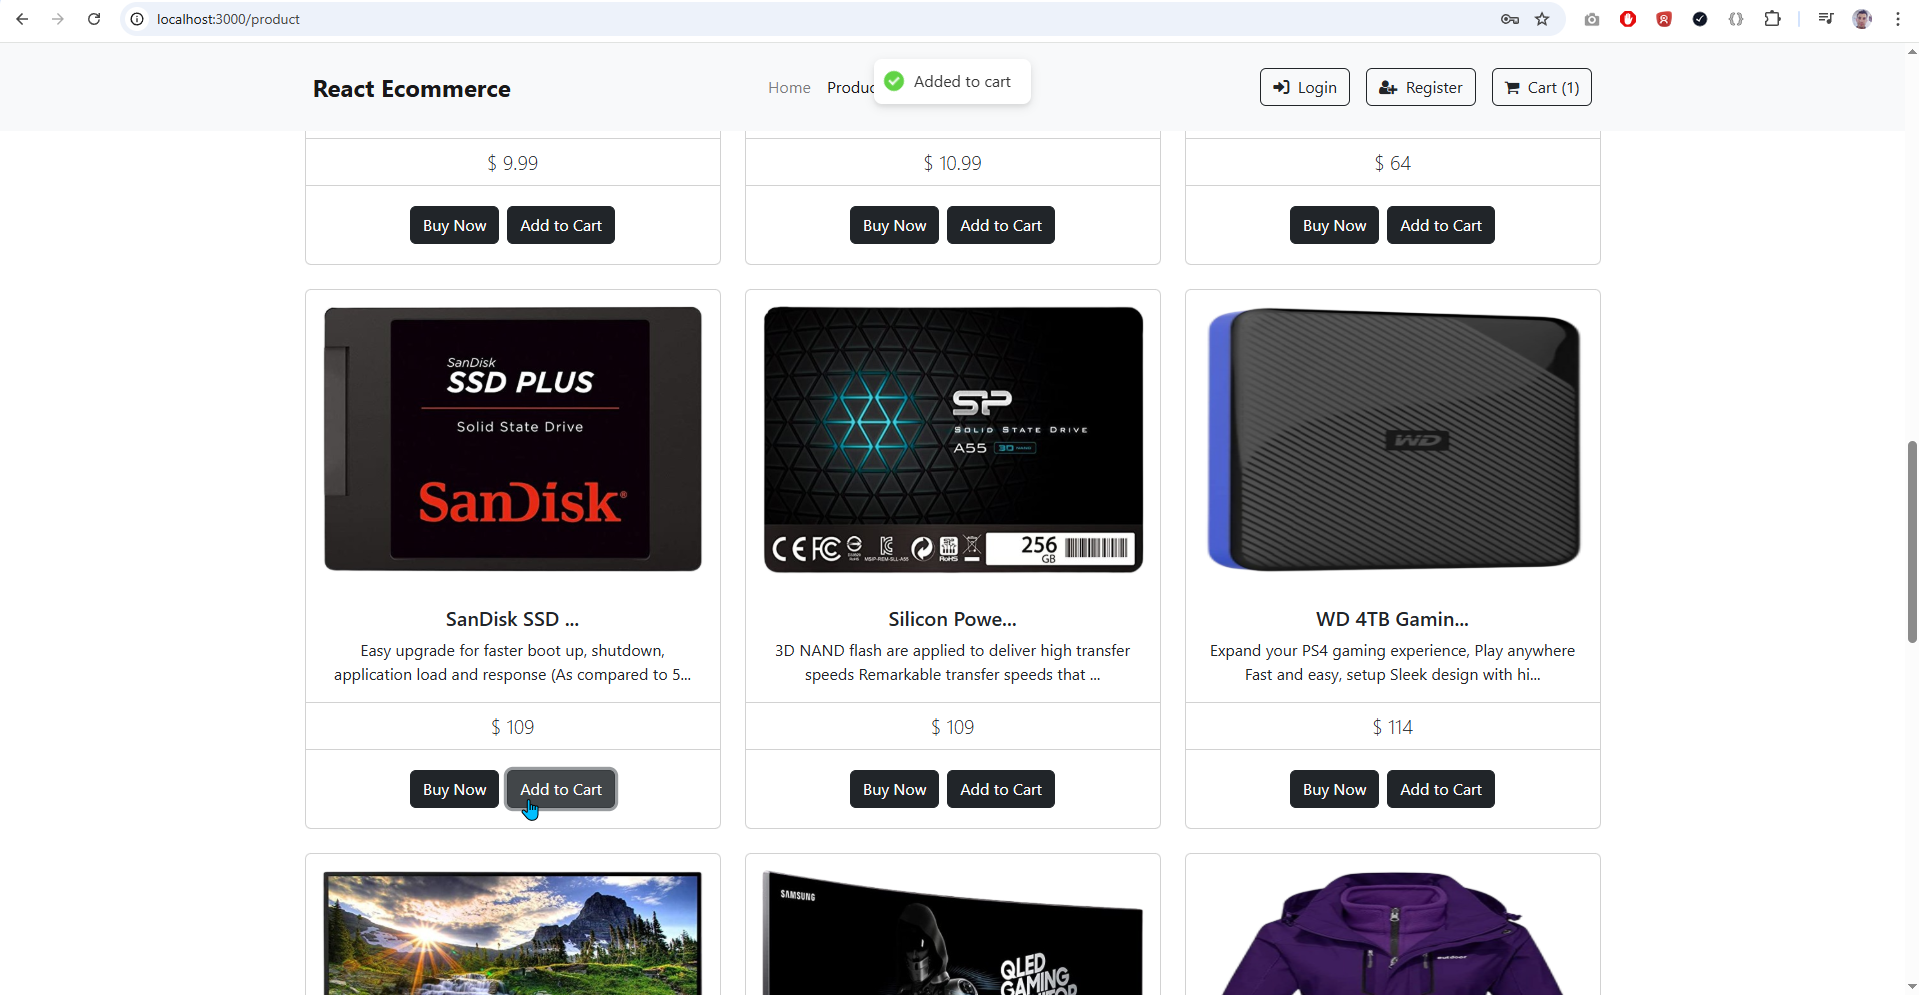 localhost:3000/product
React Ecommerce
Home
Produc
Added to cart
Login
Register
Cart (1)
$ 9.99
$ 10.99
$ 64
Buy Now
Add to Cart
Buy Now
Add to Cart
Buy Now
Add to Cart
SanDisk
SSD PLUS
Solid State Drive
SanDisk®
SP
SOLID STATE DRIVE
A55 3D NAND
256
GB
WD
SanDisk SSD ...
Easy upgrade for faster boot up, shutdown,
application load and response (As compared to 5...
Silicon Powe...
3D NAND flash are applied to deliver high transfer
speeds Remarkable transfer speeds that ...
WD 4TB Gamin...
Expand your PS4 gaming experience, Play anywhere
Fast and easy, setup Sleek design with hi...
$ 109
$ 109
$ 114
Buy Now
Add to Cart
Buy Now
Add to Cart
Buy Now
Add to Cart
SAMSUNG
QLED
GAMING